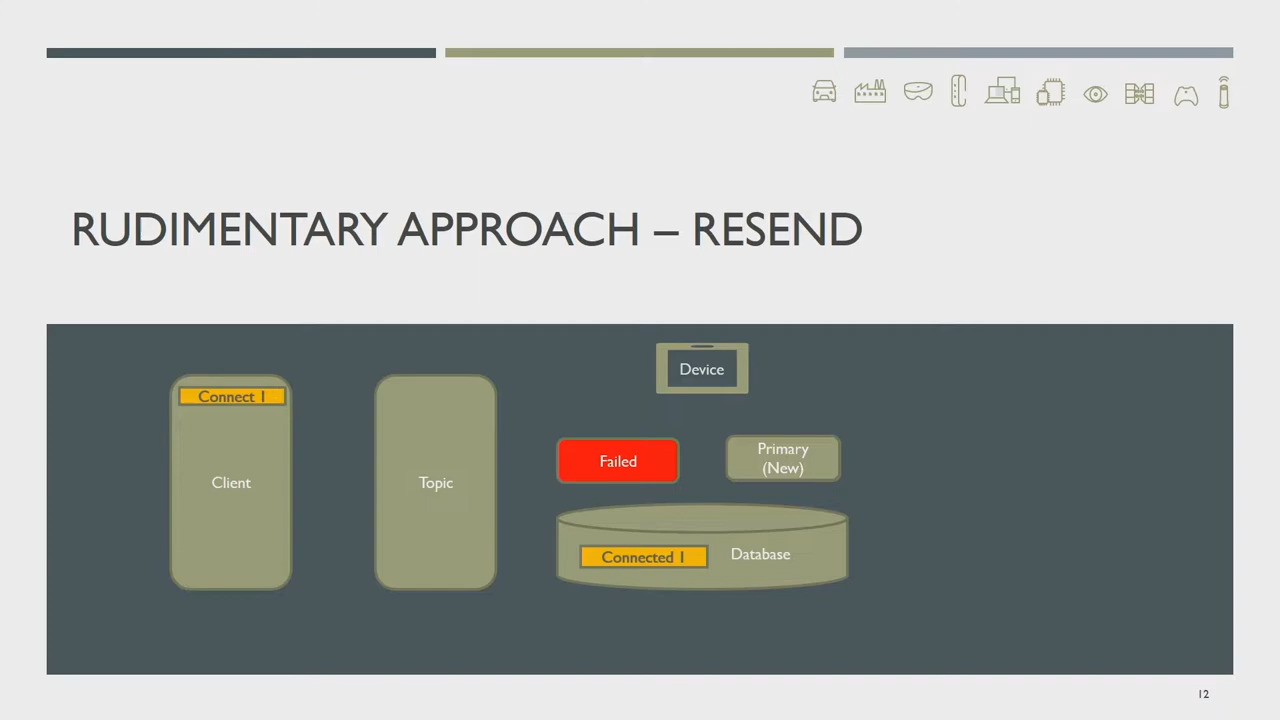 RUDIMENTARY APPROACH – RESEND
Device
Connect 1
Client
Topic
Failed
Primary
(New)
Connected 1
Database
12